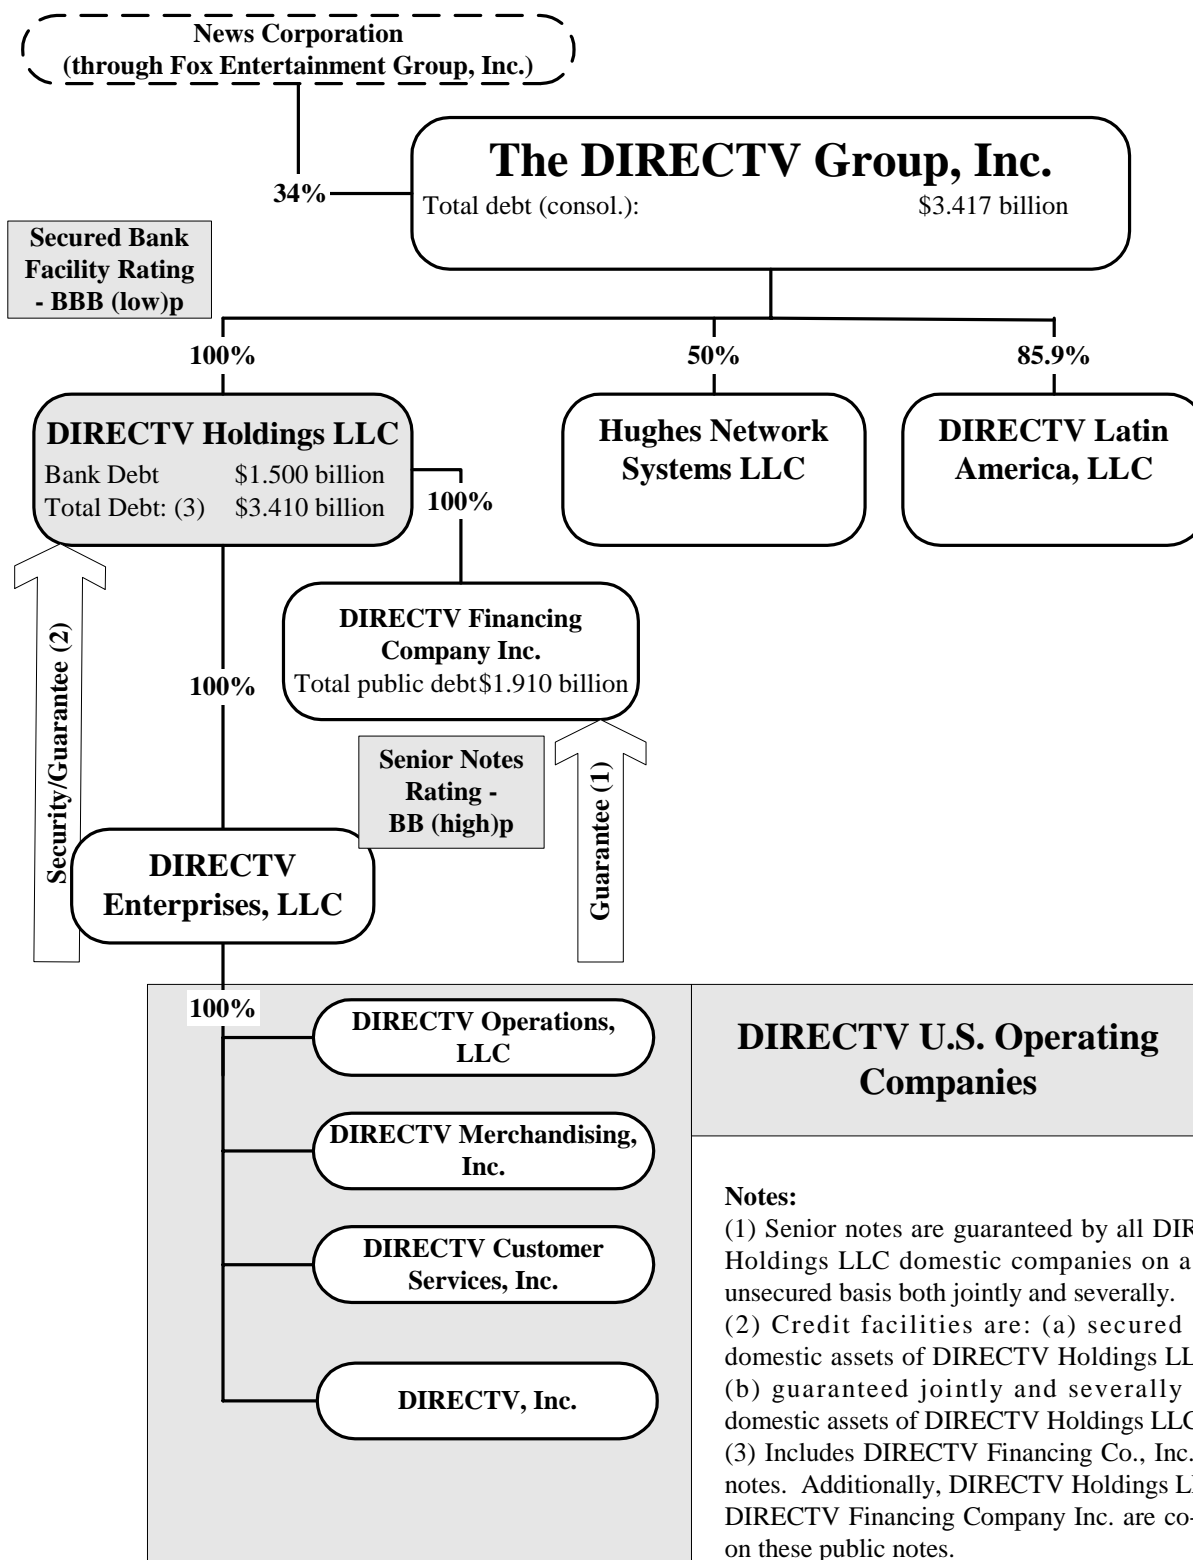 News Corporation
(through Fox Entertainment Group, Inc.)
The DIRECTV Group, Inc.
34%
Total debt (consol.): $3.417 billion
Secured Bank
Facility Rating
- BBB (low)p
100%
50%
85.9%
DIRECTV Holdings LLC
Bank Debt $1.500 billion
Total Debt: (3) $3.410 billion
Hughes Network
Systems LLC
DIRECTV Latin
America, LLC
100%
DIRECTV Financing
Company Inc.
Total public debt $1.910 billion
Security/Guarantee (2)
100%
Senior Notes
Rating -
BB (high)p
Guarantee (1)
DIRECTV
Enterprises, LLC
100%
DIRECTV Operations,
LLC
DIRECTV Merchandising,
Inc.
DIRECTV Customer
Services, Inc.
DIRECTV, Inc.
DIRECTV U.S. Operating
Companies
Notes:
(1) Senior notes are guaranteed by all DIR
Holdings LLC domestic companies on a
unsecured basis both jointly and severally.
(2) Credit facilities are: (a) secured
domestic assets of DIRECTV Holdings LL
(b) guaranteed jointly and severally
domestic assets of DIRECTV Holdings LLC
(3) Includes DIRECTV Financing Co., Inc.
notes. Additionally, DIRECTV Holdings LL
DIRECTV Financing Company Inc. are co-
on these public notes.